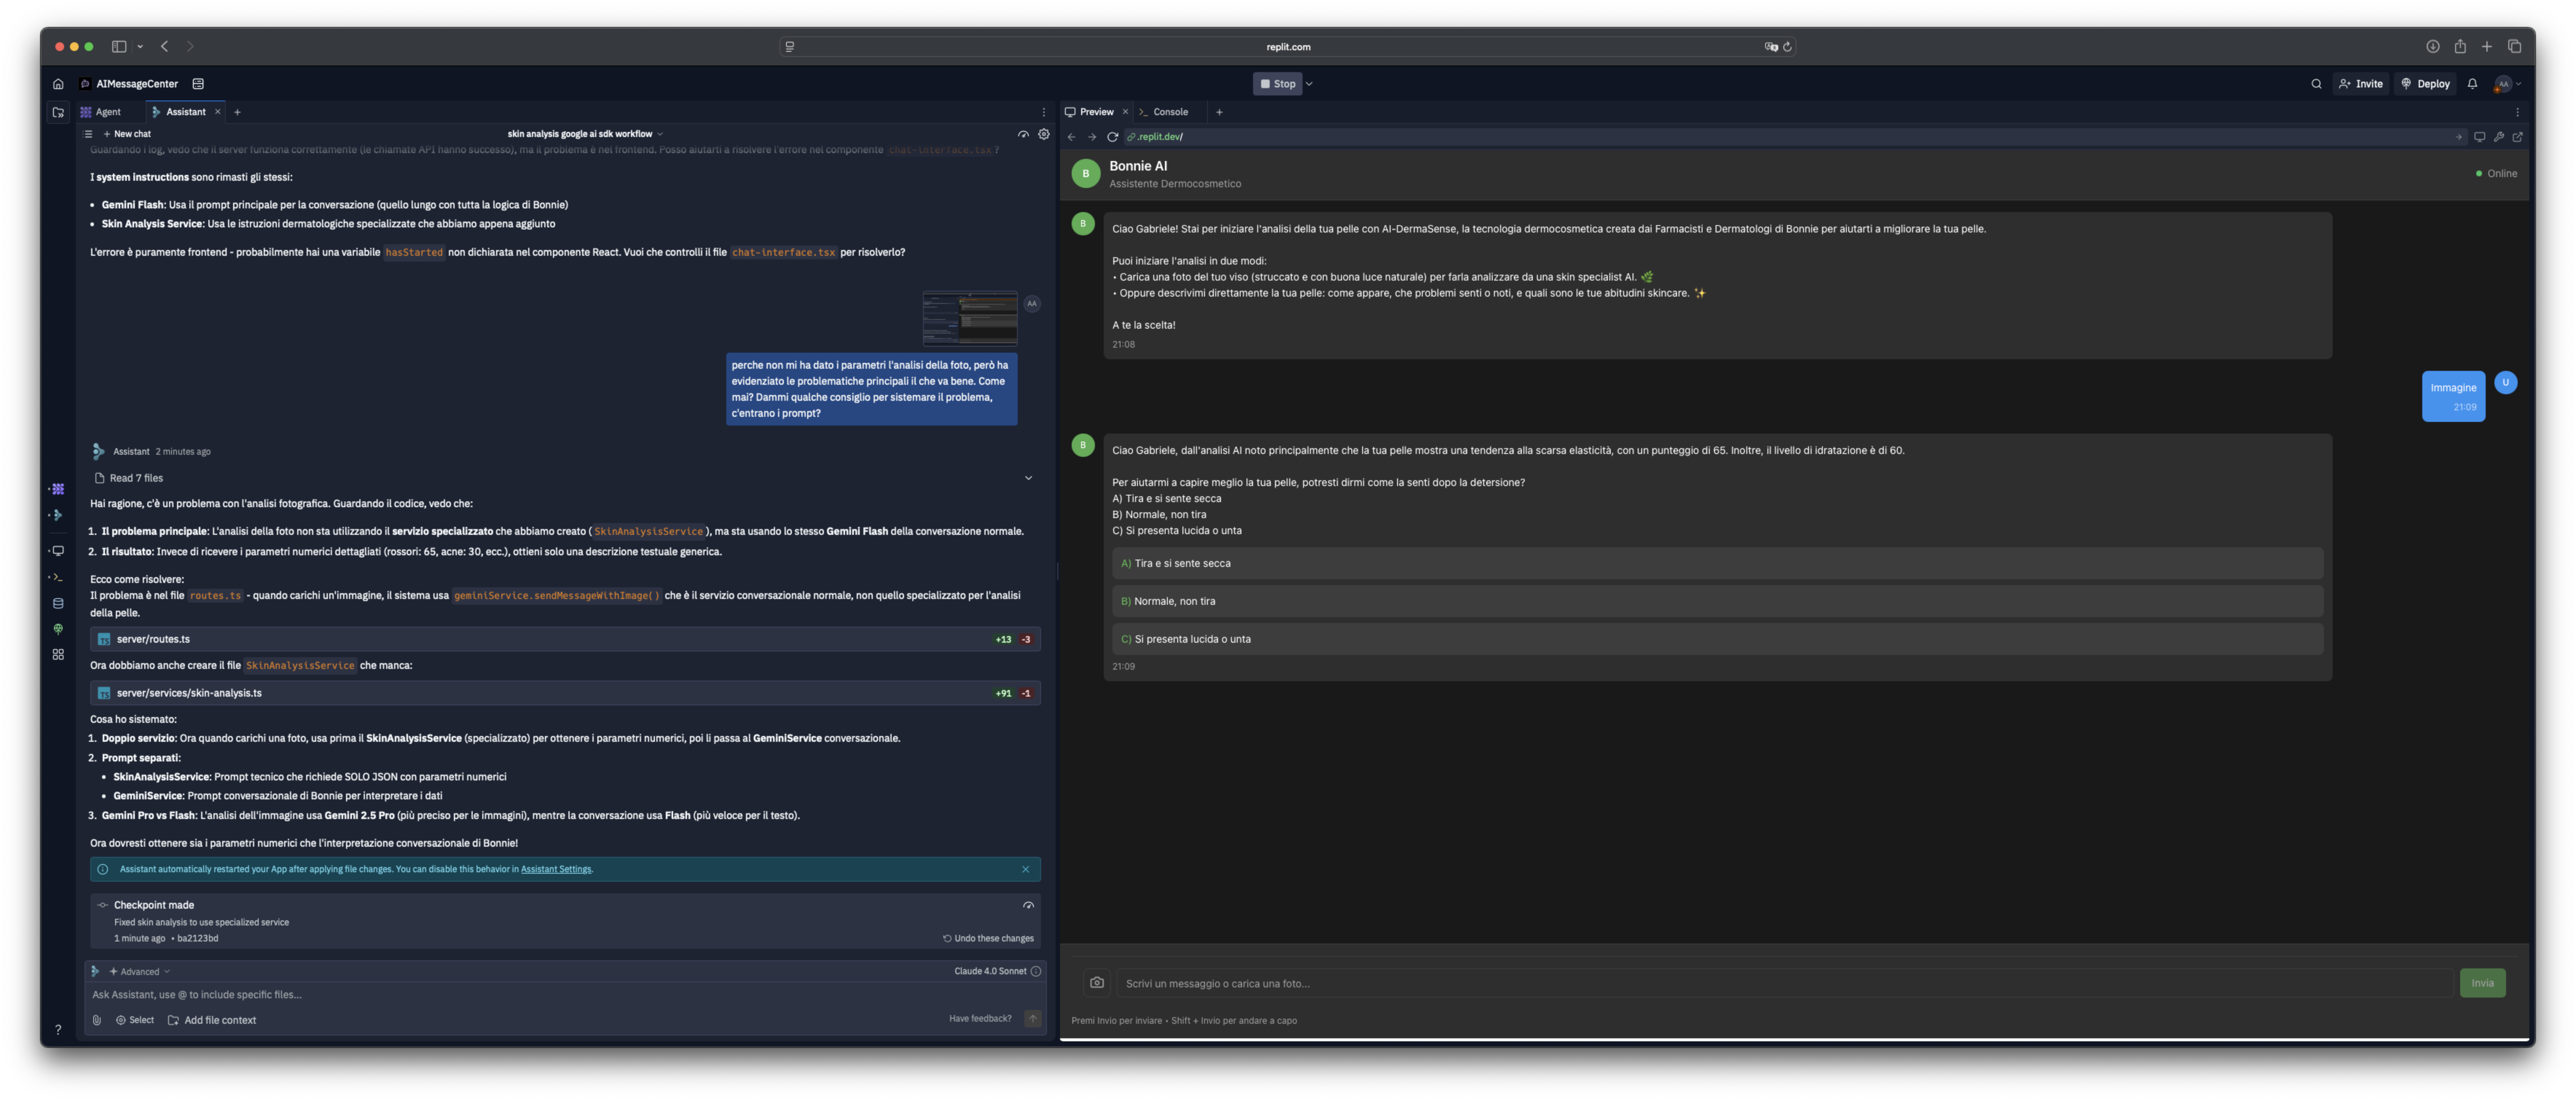 replit.com
AIMessageCenter
Stop
Invite
Deploy
AA
Agent
Assistant
New chat
skin analysis google ai sdk workflow
Guardando i log, vedo che il server funziona correttamente (le chiamate API hanno successo), ma il problema è nel frontend. Posso aiutarti a risolvere l'errore nel componente chat-interface.tsx ?
I system instructions sono rimasti gli stessi:
• Gemini Flash: Usa il prompt principale per la conversazione (quello lungo con tutta la logica di Bonnie)
• Skin Analysis Service: Usa le istruzioni dermatologiche specializzate che abbiamo appena aggiunto
L'errore è puramente frontend - probabilmente hai una variabile hasStarted non dichiarata nel componente React. Vuoi che controlli il file chat-interface.tsx per risolverlo?
AA
perche non mi ha dato i parametri l'analisi della foto, però ha
evidenziato le problematiche principali il che va bene. Come
mai? Dammi qualche consiglio per sistemare il problema,
c'entrano i prompt?
Assistant 2 minutes ago
Read 7 files
Hai ragione, c'è un problema con l'analisi fotografica. Guardando il codice, vedo che:
1. Il problema principale: L'analisi della foto non sta utilizzando il servizio specializzato che abbiamo creato ( SkinAnalysisService ), ma sta usando lo stesso Gemini Flash della conversazione normale.
2. Il risultato: Invece di ricevere i parametri numerici dettagliati (rossori: 65, acne: 30, ecc.), ottieni solo una descrizione testuale generica.
Ecco come risolvere:
Il problema è nel file routes.ts - quando carichi un'immagine, il sistema usa geminiService.sendMessageWithImage() che è il servizio conversazionale normale, non quello specializzato per l'analisi
della pelle.
TS server/routes.ts +13 -3
Ora dobbiamo anche creare il file SkinAnalysisService che manca:
TS server/services/skin-analysis.ts +91 -1
Cosa ho sistemato:
1. Doppio servizio: Ora quando carichi una foto, usa prima il SkinAnalysisService (specializzato) per ottenere i parametri numerici, poi li passa al GeminiService conversazionale.
2. Prompt separati:
• SkinAnalysisService: Prompt tecnico che richiede SOLO JSON con parametri numerici
• GeminiService: Prompt conversazionale di Bonnie per interpretare i dati
3. Gemini Pro vs Flash: L'analisi dell'immagine usa Gemini 2.5 Pro (più preciso per le immagini), mentre la conversazione usa Flash (più veloce per il testo).
Ora dovresti ottenere sia i parametri numerici che l'interpretazione conversazionale di Bonnie!
Assistant automatically restarted your App after applying file changes. You can disable this behavior in Assistant Settings.
Checkpoint made
Fixed skin analysis to use specialized service
1 minute ago • ba2123bd
Undo these changes
Advanced
Claude 4.0 Sonnet
Ask Assistant, use @ to include specific files...
Select
Add file context
Have feedback?
Preview
Console
.replit.dev/
B
Bonnie AI
Assistente Dermocosmetico
Online
B
Ciao Gabriele! Stai per iniziare l'analisi della tua pelle con AI-DermaSense, la tecnologia dermocosmetica creata dai Farmacisti e Dermatologi di Bonnie per aiutarti a migliorare la tua pelle.
Puoi iniziare l'analisi in due modi:
• Carica una foto del tuo viso (struccato e con buona luce naturale) per farla analizzare da una skin specialist AI. 🌿
• Oppure descrivimi direttamente la tua pelle: come appare, che problemi senti o noti, e quali sono le tue abitudini skincare. ✨
A te la scelta!
21:08
Immagine
21:09
U
B
Ciao Gabriele, dall'analisi AI noto principalmente che la tua pelle mostra una tendenza alla scarsa elasticità, con un punteggio di 65. Inoltre, il livello di idratazione è di 60.
Per aiutarmi a capire meglio la tua pelle, potresti dirmi come la senti dopo la detersione?
A) Tira e si sente secca
B) Normale, non tira
C) Si presenta lucida o unta
A) Tira e si sente secca
B) Normale, non tira
C) Si presenta lucida o unta
21:09
Scrivi un messaggio o carica una foto...
Invia
Premi Invio per inviare • Shift + Invio per andare a capo